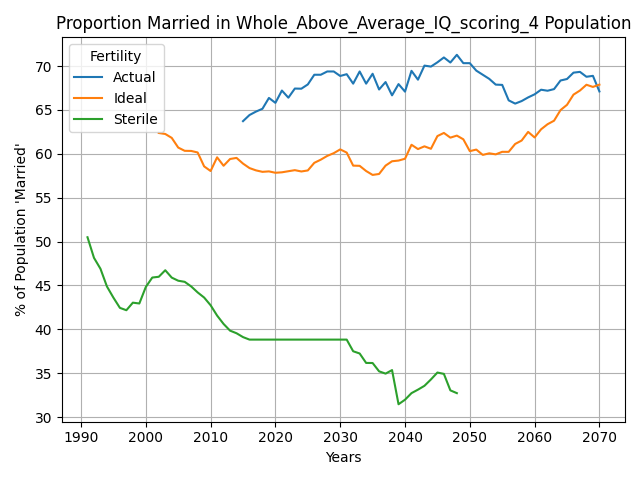 Proportion Married in Whole_Above_Average_IQ_scoring_4 Population
Fertility
Actual
Ideal
Sterile
% of Population 'Married'
70
65
60
55
50
45
40
35
30
1990 2000 2010 2020 2030 2040 2050 2060 2070
Years